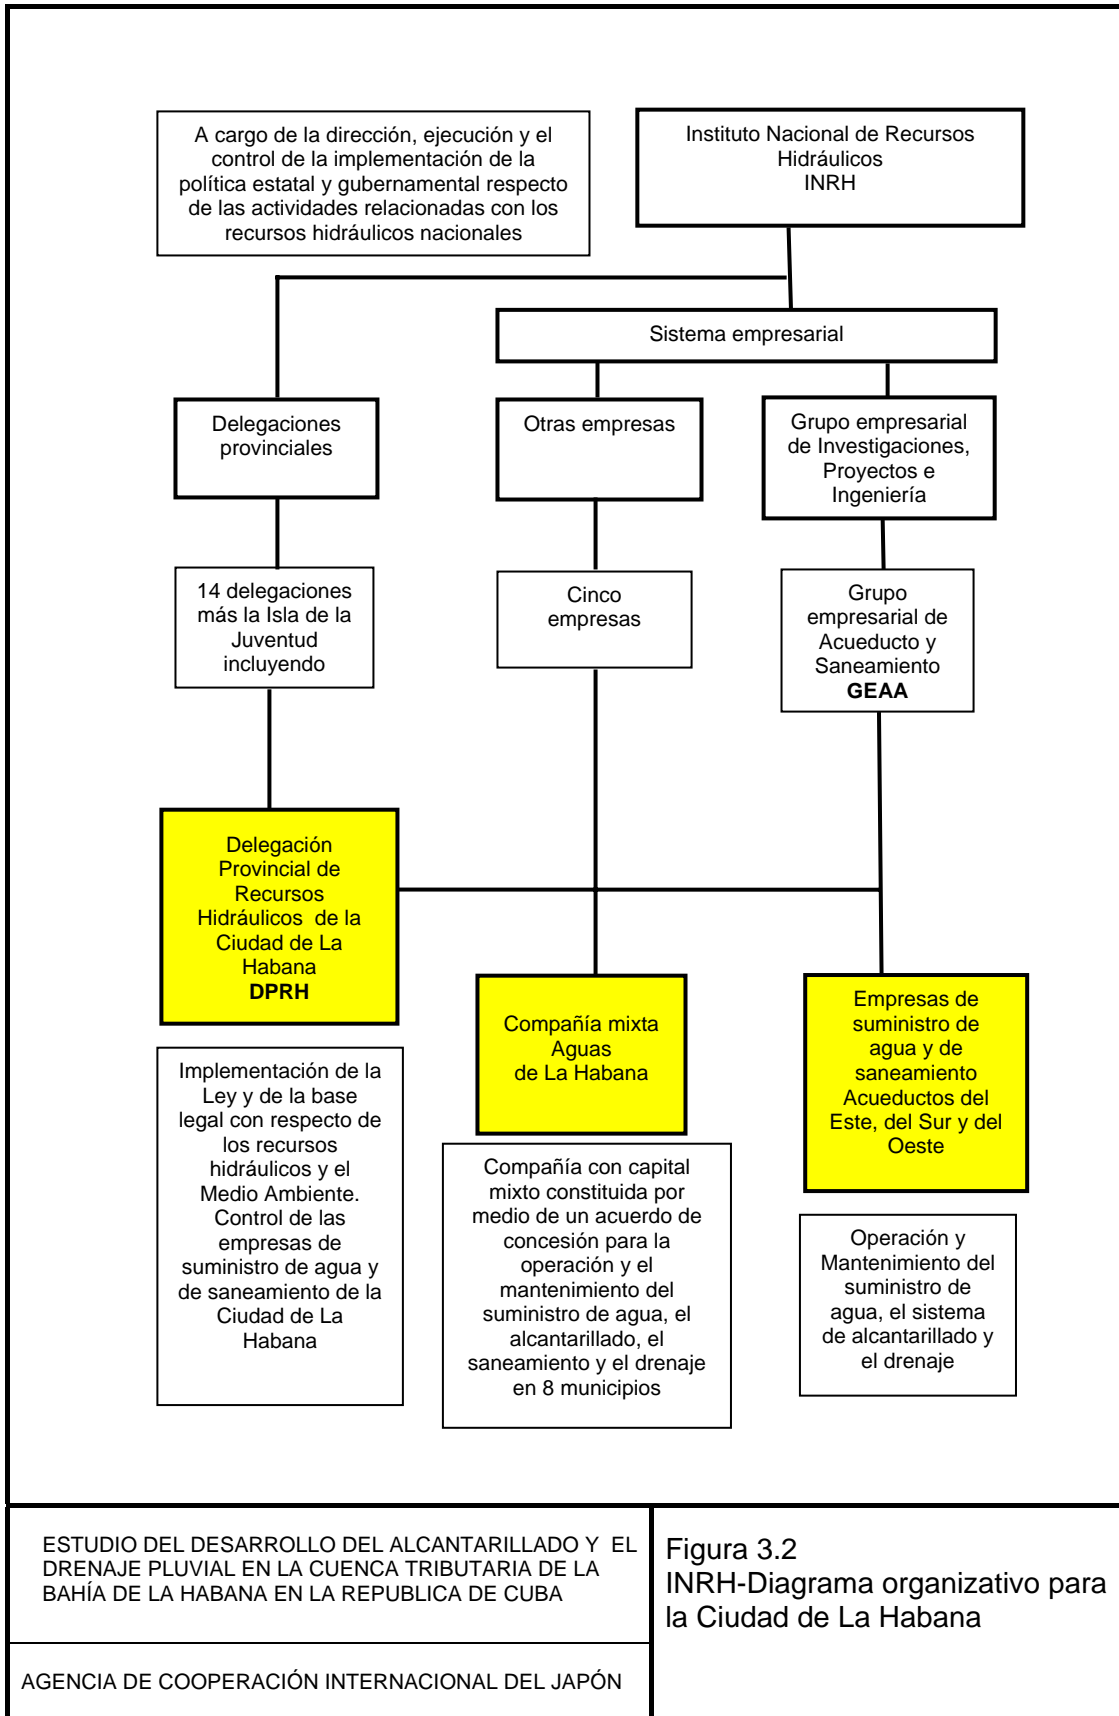 A cargo de la dirección, ejecución y el
control de la implementación de la
política estatal y gubernamental respecto
de las actividades relacionadas con los
recursos hidráulicos nacionales
Instituto Nacional de Recursos
Hidráulicos
INRH
Sistema empresarial
Delegaciones
provinciales
Otras empresas
Grupo empresarial
de Investigaciones,
Proyectos e
Ingeniería
14 delegaciones
más la Isla de la
Juventud
incluyendo
Cinco
empresas
Grupo
empresarial de
Acueducto y
Saneamiento
GEAA
Delegación
Provincial de
Recursos
Hidráulicos  de la
Ciudad de La
Habana
DPRH
Compañía mixta
Aguas
de La Habana
Empresas de
suministro de
agua y de
saneamiento
Acueductos del
Este, del Sur y del
Oeste
Implementación de la
Ley y de la base
legal con respecto de
los recursos
hidráulicos y el
Medio Ambiente.
Control de las
empresas de
suministro de agua y
de saneamiento de la
Ciudad de La
Habana
Compañía con capital
mixto constituida por
medio de un acuerdo de
concesión para la
operación y el
mantenimiento del
suministro de agua, el
alcantarillado, el
saneamiento y el drenaje
en 8 municipios
Operación y
Mantenimiento del
suministro de
agua, el sistema
de alcantarillado y
el drenaje
ESTUDIO DEL DESARROLLO DEL ALCANTARILLADO Y  EL
DRENAJE PLUVIAL EN LA CUENCA TRIBUTARIA DE LA
BAHÍA DE LA HABANA EN LA REPUBLICA DE CUBA
AGENCIA DE COOPERACIÓN INTERNACIONAL DEL JAPÓN
Figura 3.2
INRH-Diagrama organizativo para
la Ciudad de La Habana